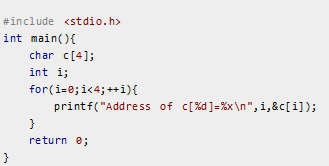 #include <stdio.h>
int main(){
    char c[4];
    int i;
    for(i=0;i<4;++i){
        printf("Address of c[%d]=%x\n",i,&c[i]);
    }
    return 0;
}